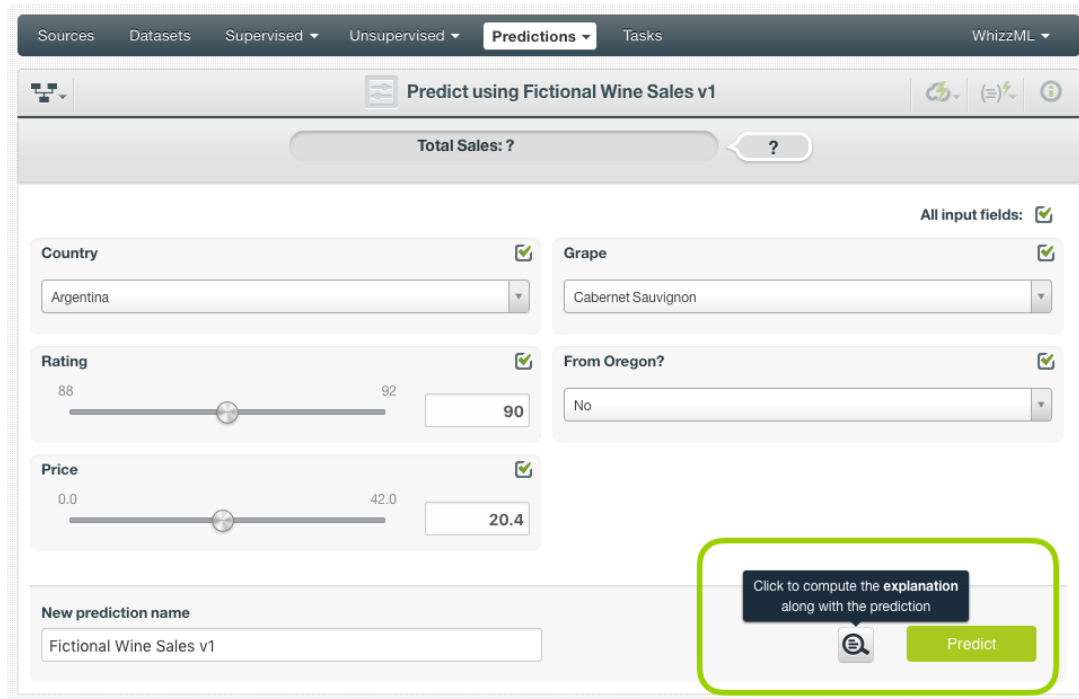 Sources Datasets Supervised Unsupervised Predictions Tasks WhizzML
Predict using Fictional Wine Sales v1
Total Sales: ? ?
All input fields:
Country Grape
Argentina Cabernet Sauvignon
Rating From Oregon?
88 92
90 No
Price
0.0 42.0
20.4
Click to compute the explanation
along with the prediction
New prediction name
Fictional Wine Sales v1 Predict